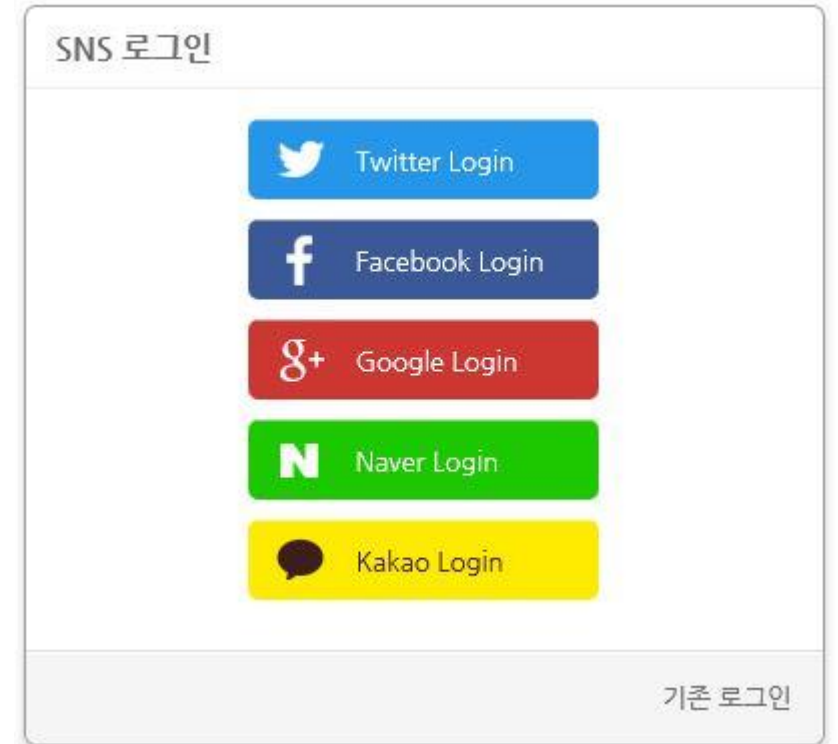 SNS 로그인
Twitter Login
Facebook Login
g+ Google Login
N Naver Login
Kakao Login
기존 로그인